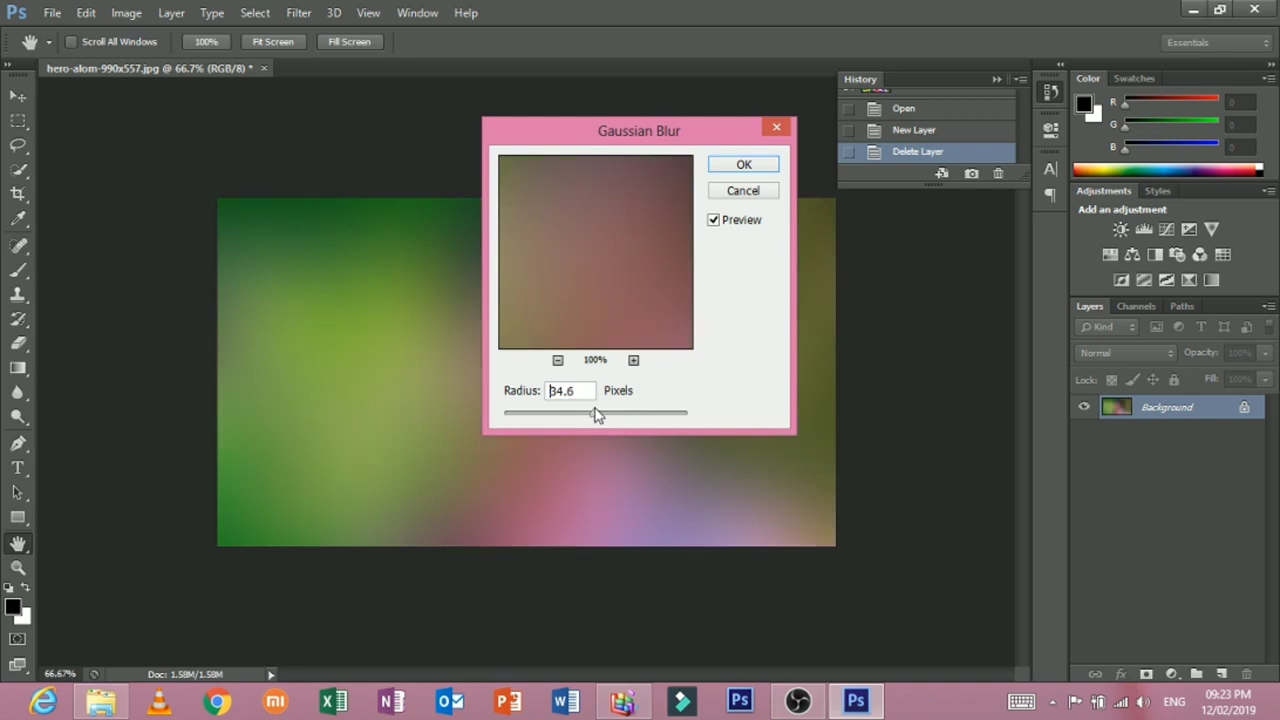 Ps File Edit Image Layer Type Select Filter 3D View Window Help
Scroll All Windows 100% Fit Screen Fill Screen Essentials
hero-alom-990x557.jpg @ 66.7% (RGB/8) * ×
History
Open
New Layer
Delete Layer
Gaussian Blur
OK
Cancel
Preview
100%
Radius: 34.6 Pixels
Color Swatches
R 0
G 0
B 0
Adjustments Styles
Add an adjustment
Layers Channels Paths
Kind
Normal Opacity: 100%
Lock: Fill: 100%
Background
66.67% Doc: 1.58M/1.58M
ENG 09:23 PM
12/02/2019